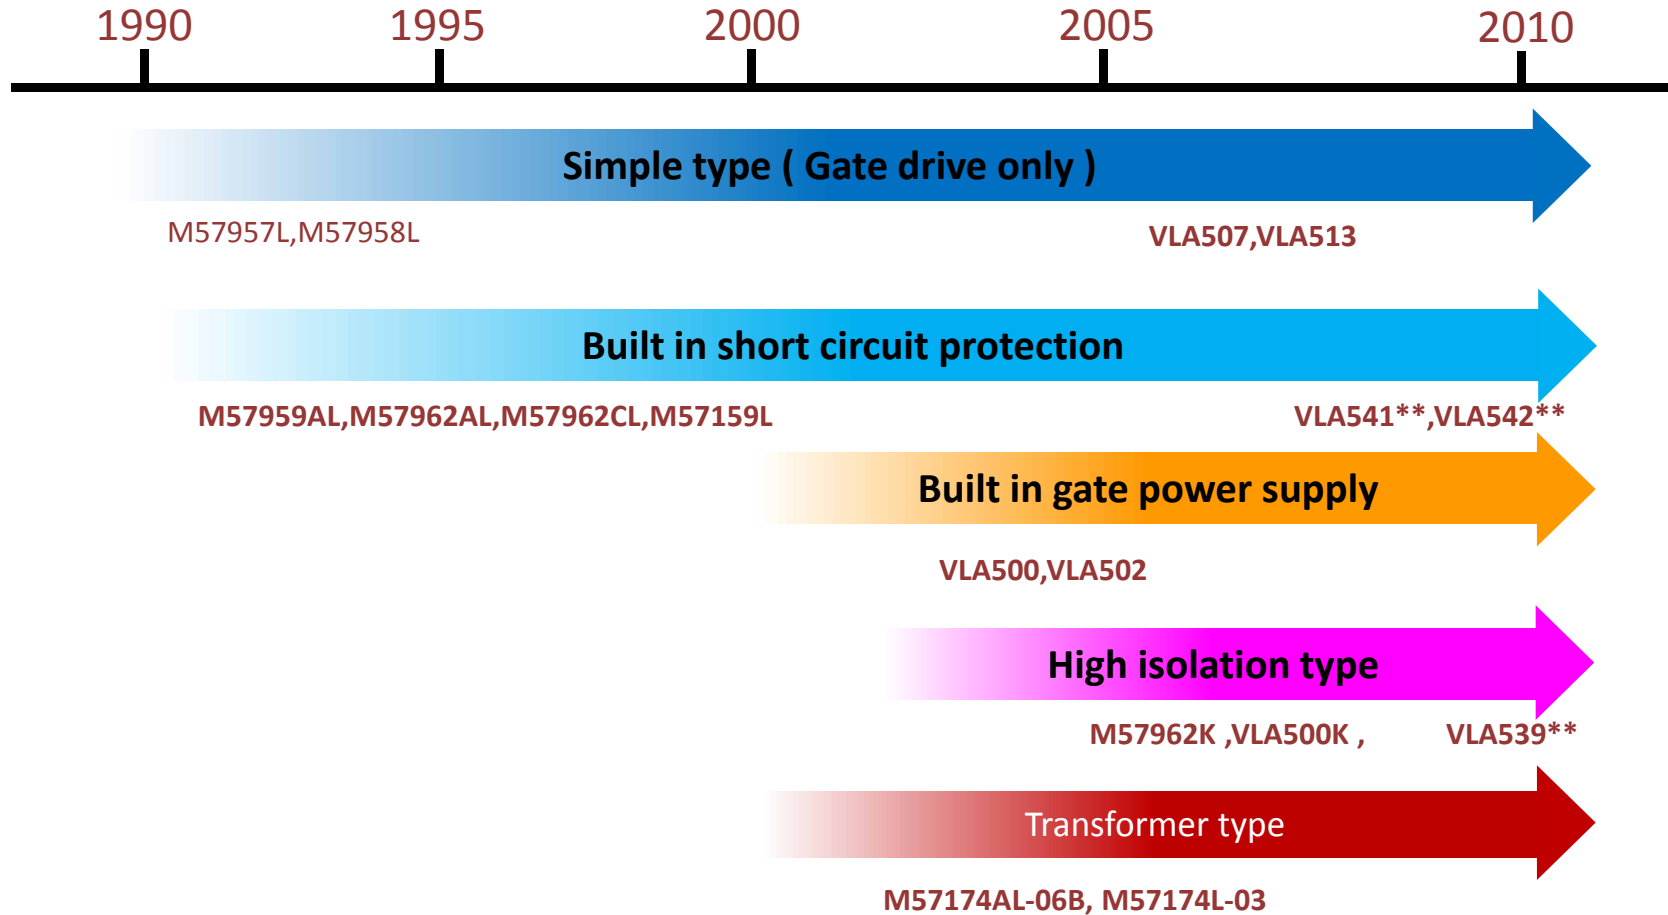 1990 1995 2000 2005 2010
Simple type ( Gate drive only )
M57957L,M57958L VLA507,VLA513
Built in short circuit protection
M57959AL,M57962AL,M57962CL,M57159L VLA541**,VLA542**
Built in gate power supply
VLA500,VLA502
High isolation type
M57962K ,VLA500K , VLA539**
Transformer type
M57174AL-06B, M57174L-03